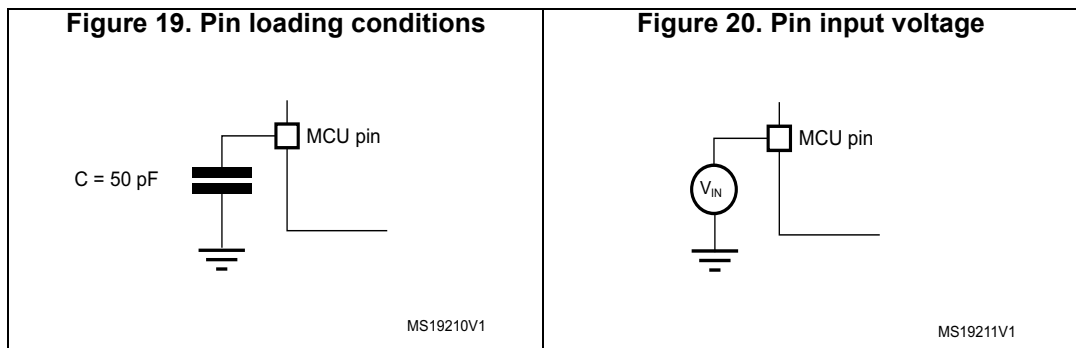 Figure 19. Pin loading conditions
MCU pin
C = 50 pF
MS19210V1
Figure 20. Pin input voltage
MCU pin
VIN
MS19211V1